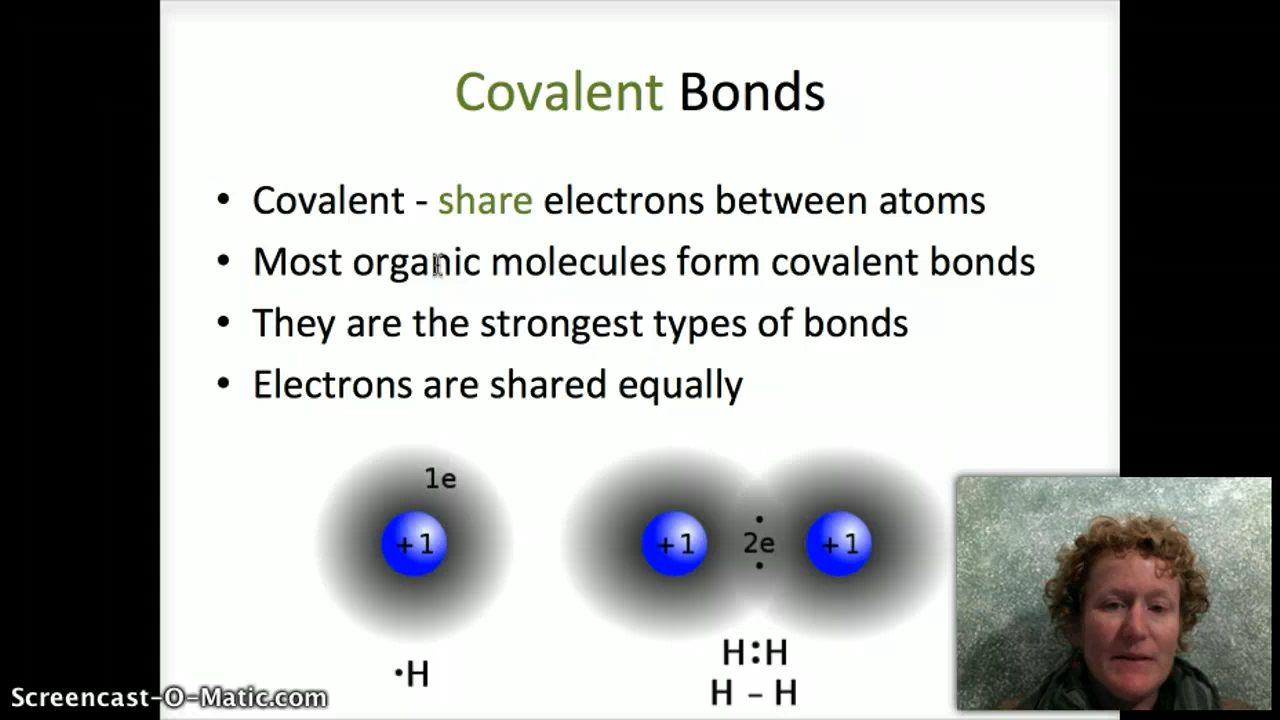 Covalent Bonds
• Covalent - share electrons between atoms
• Most organic molecules form covalent bonds
• They are the strongest types of bonds
• Electrons are shared equally
1e
+1
+1 2e +1
·H
H:H
H – H
Screencast-O-Matic.com